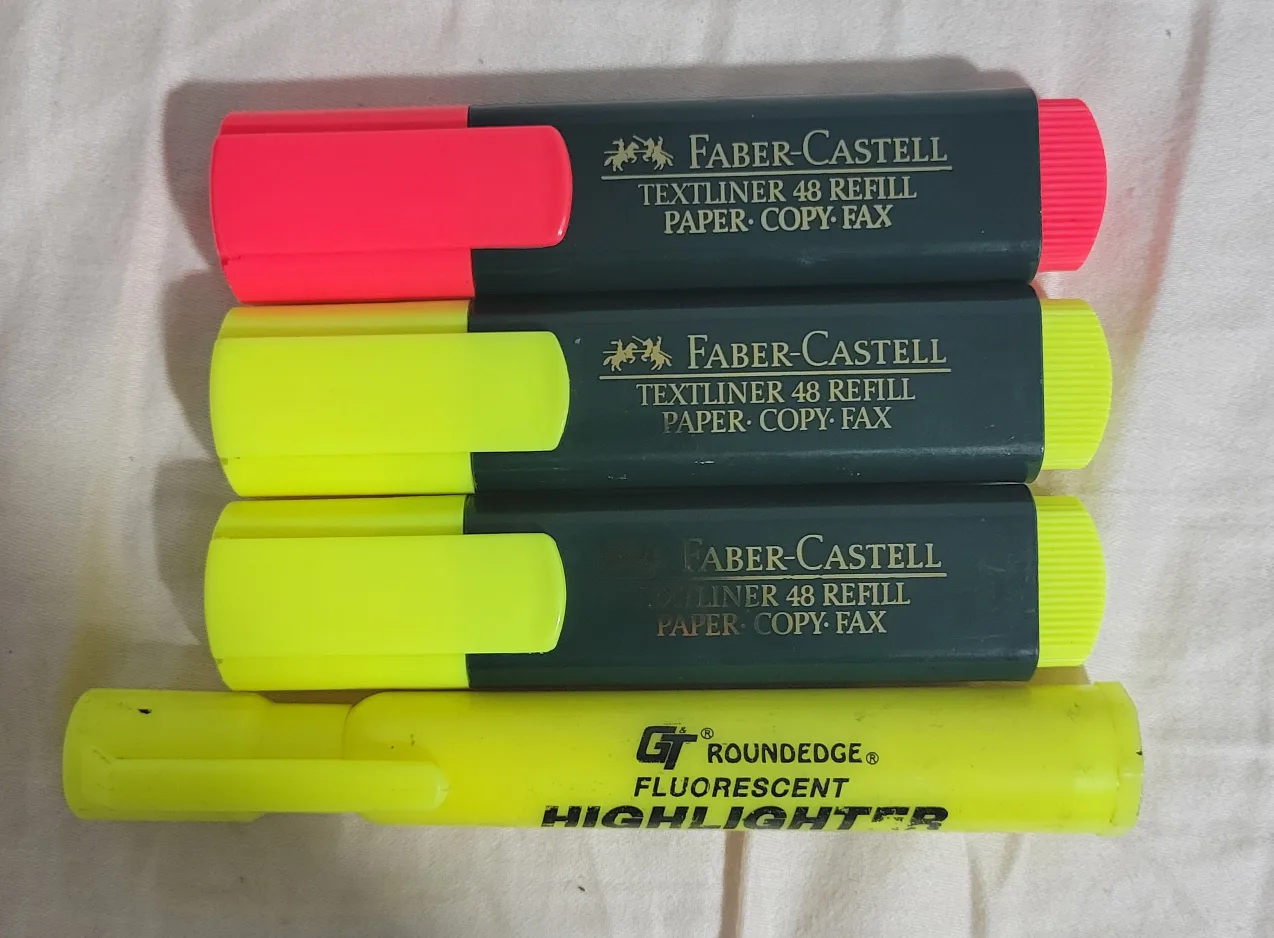 FABER-CASTELL
TEXTLINER 48 REFILL
PAPER· COPY· FAX
FABER-CASTELL
TEXTLINER 48 REFILL
PAPER· COPY· FAX
FABER-CASTELL
TEXTLINER 48 REFILL
PAPER· COPY· FAX
G&T® ROUNDEDGE®
FLUORESCENT
HIGHLIGHTER